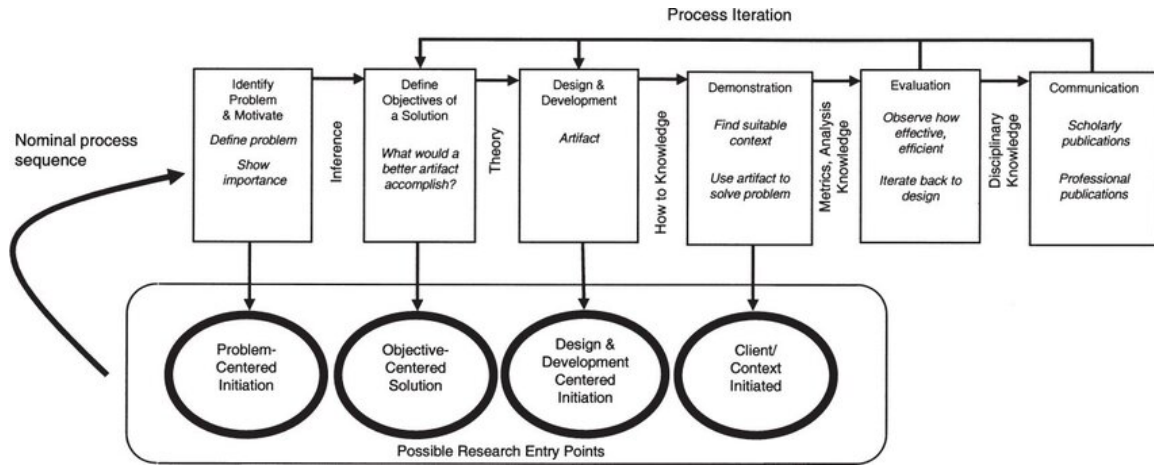 Process Iteration
Nominal process
sequence
Identify
Problem
& Motivate
Define problem
Show
importance
Inference
Define
Objectives of
a Solution
What would a
better artifact
accomplish?
Theory
Design &
Development
Artifact
How to Knowledge
Demonstration
Find suitable
context
Use artifact to
solve problem
Metrics, Analysis
Knowledge
Evaluation
Observe how
effective,
efficient
Iterate back to
design
Disciplinary
Knowledge
Communication
Scholarly
publications
Professional
publications
Problem-
Centered
Initiation
Objective-
Centered
Solution
Design &
Development
Centered
Initiation
Client/
Context
Initiated
Possible Research Entry Points